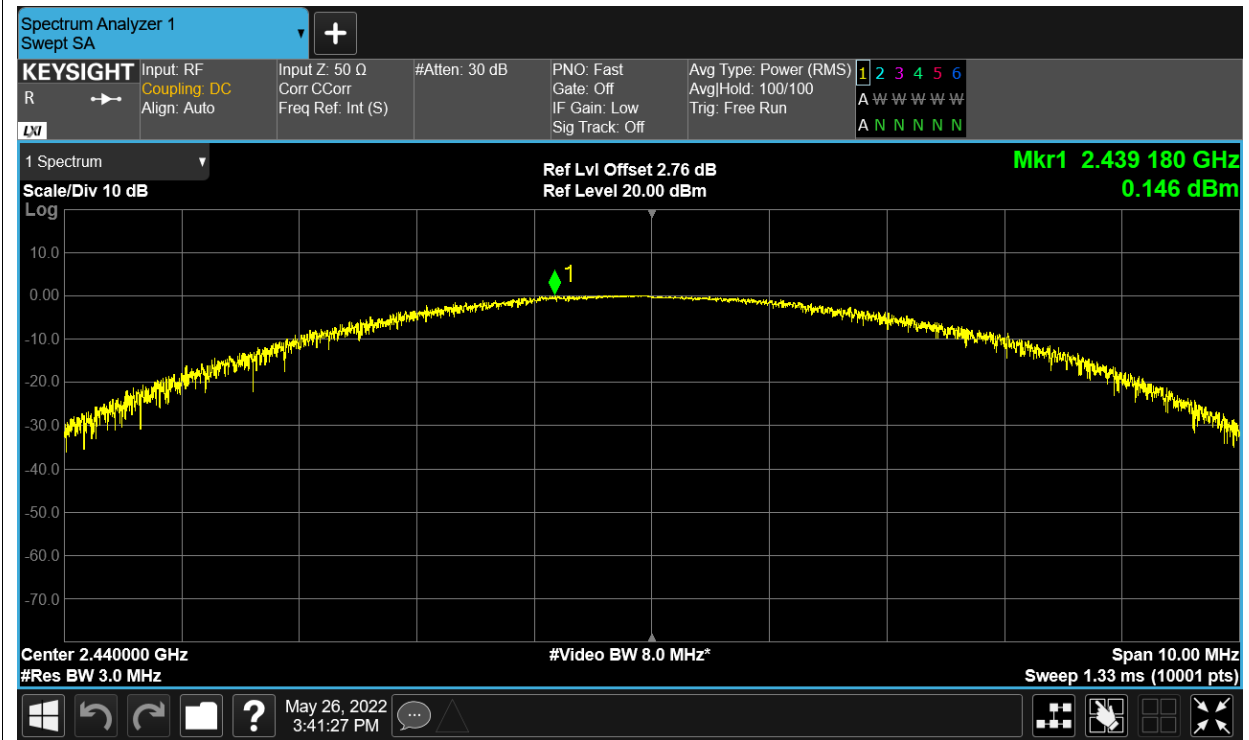 Spectrum Analyzer 1
Swept SA
KEYSIGHT
R
LXI
Input: RF
Coupling: DC
Align: Auto
Input Z: 50 Ω
Corr CCorr
Freq Ref: Int (S)
#Atten: 30 dB
PNO: Fast
Gate: Off
IF Gain: Low
Sig Track: Off
Avg Type: Power (RMS)
Avg|Hold: 100/100
Trig: Free Run
1 2 3 4 5 6
A W W W W W
A N N N N N
1 Spectrum
Scale/Div 10 dB
Log
Ref Lvl Offset 2.76 dB
Ref Level 20.00 dBm
Mkr1 2.439 180 GHz
0.146 dBm
1
10.0
0.00
-10.0
-20.0
-30.0
-40.0
-50.0
-60.0
-70.0
Center 2.440000 GHz
#Res BW 3.0 MHz
#Video BW 8.0 MHz*
Span 10.00 MHz
Sweep 1.33 ms (10001 pts)
?
May 26, 2022
3:41:27 PM